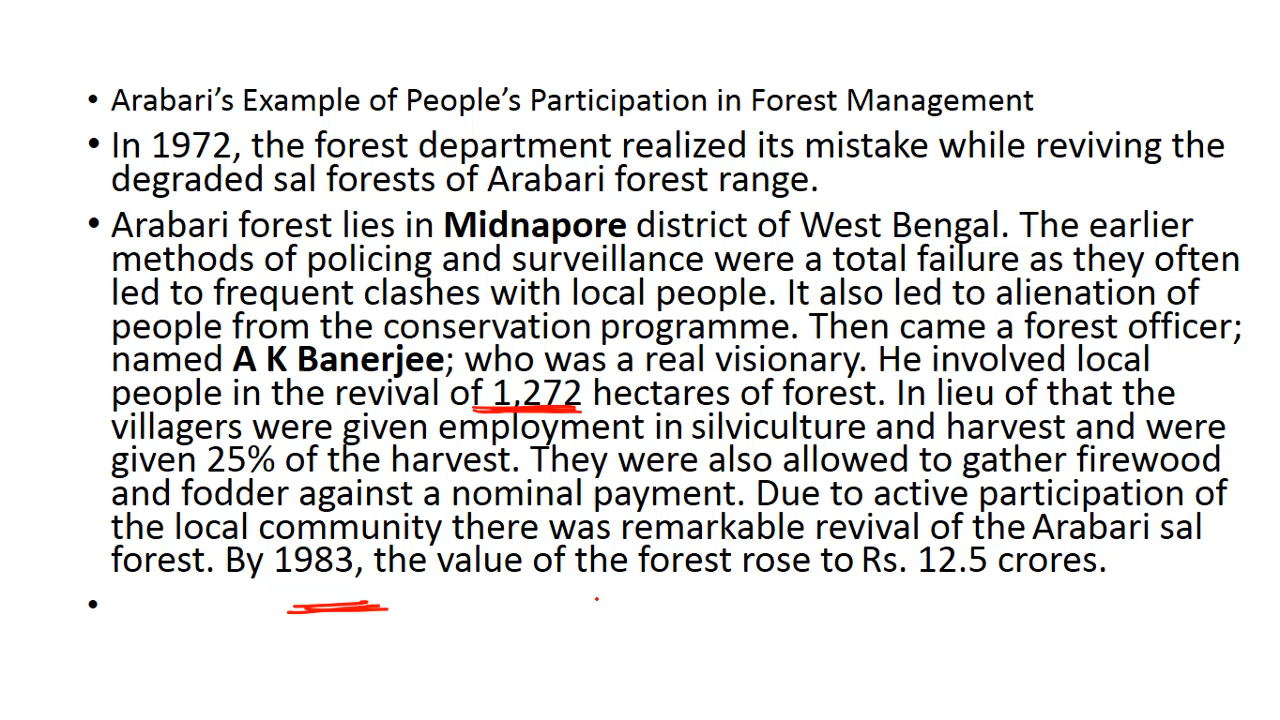 • Arabari’s Example of People’s Participation in Forest Management
• In 1972, the forest department realized its mistake while reviving the
degraded sal forests of Arabari forest range.
• Arabari forest lies in Midnapore district of West Bengal. The earlier
methods of policing and surveillance were a total failure as they often
led to frequent clashes with local people. It also led to alienation of
people from the conservation programme. Then came a forest officer;
named A K Banerjee; who was a real visionary. He involved local
people in the revival of 1,272 hectares of forest. In lieu of that the
villagers were given employment in silviculture and harvest and were
given 25% of the harvest. They were also allowed to gather firewood
and fodder against a nominal payment. Due to active participation of
the local community there was remarkable revival of the Arabari sal
forest. By 1983, the value of the forest rose to Rs. 12.5 crores.
•